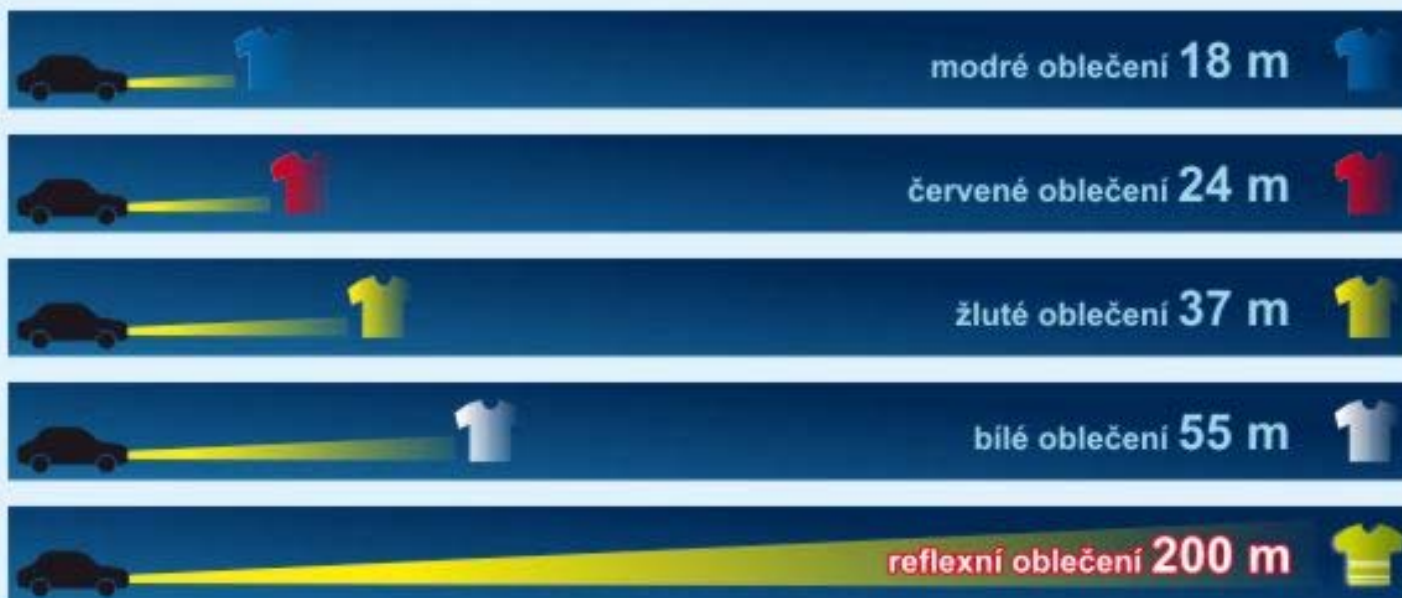 modré oblečení 18 m
červené oblečení 24 m
žluté oblečení 37 m
bílé oblečení 55 m
reflexní oblečení 200 m